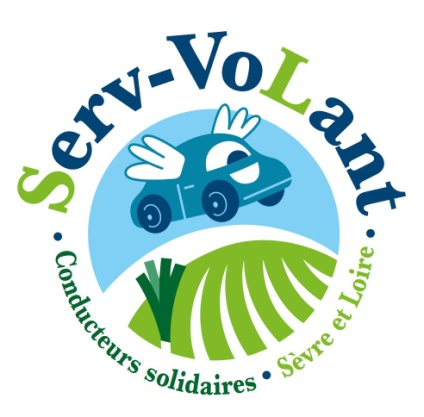 Serv-VoLant
• Conducteurs solidaires • Sèvre et Loire •